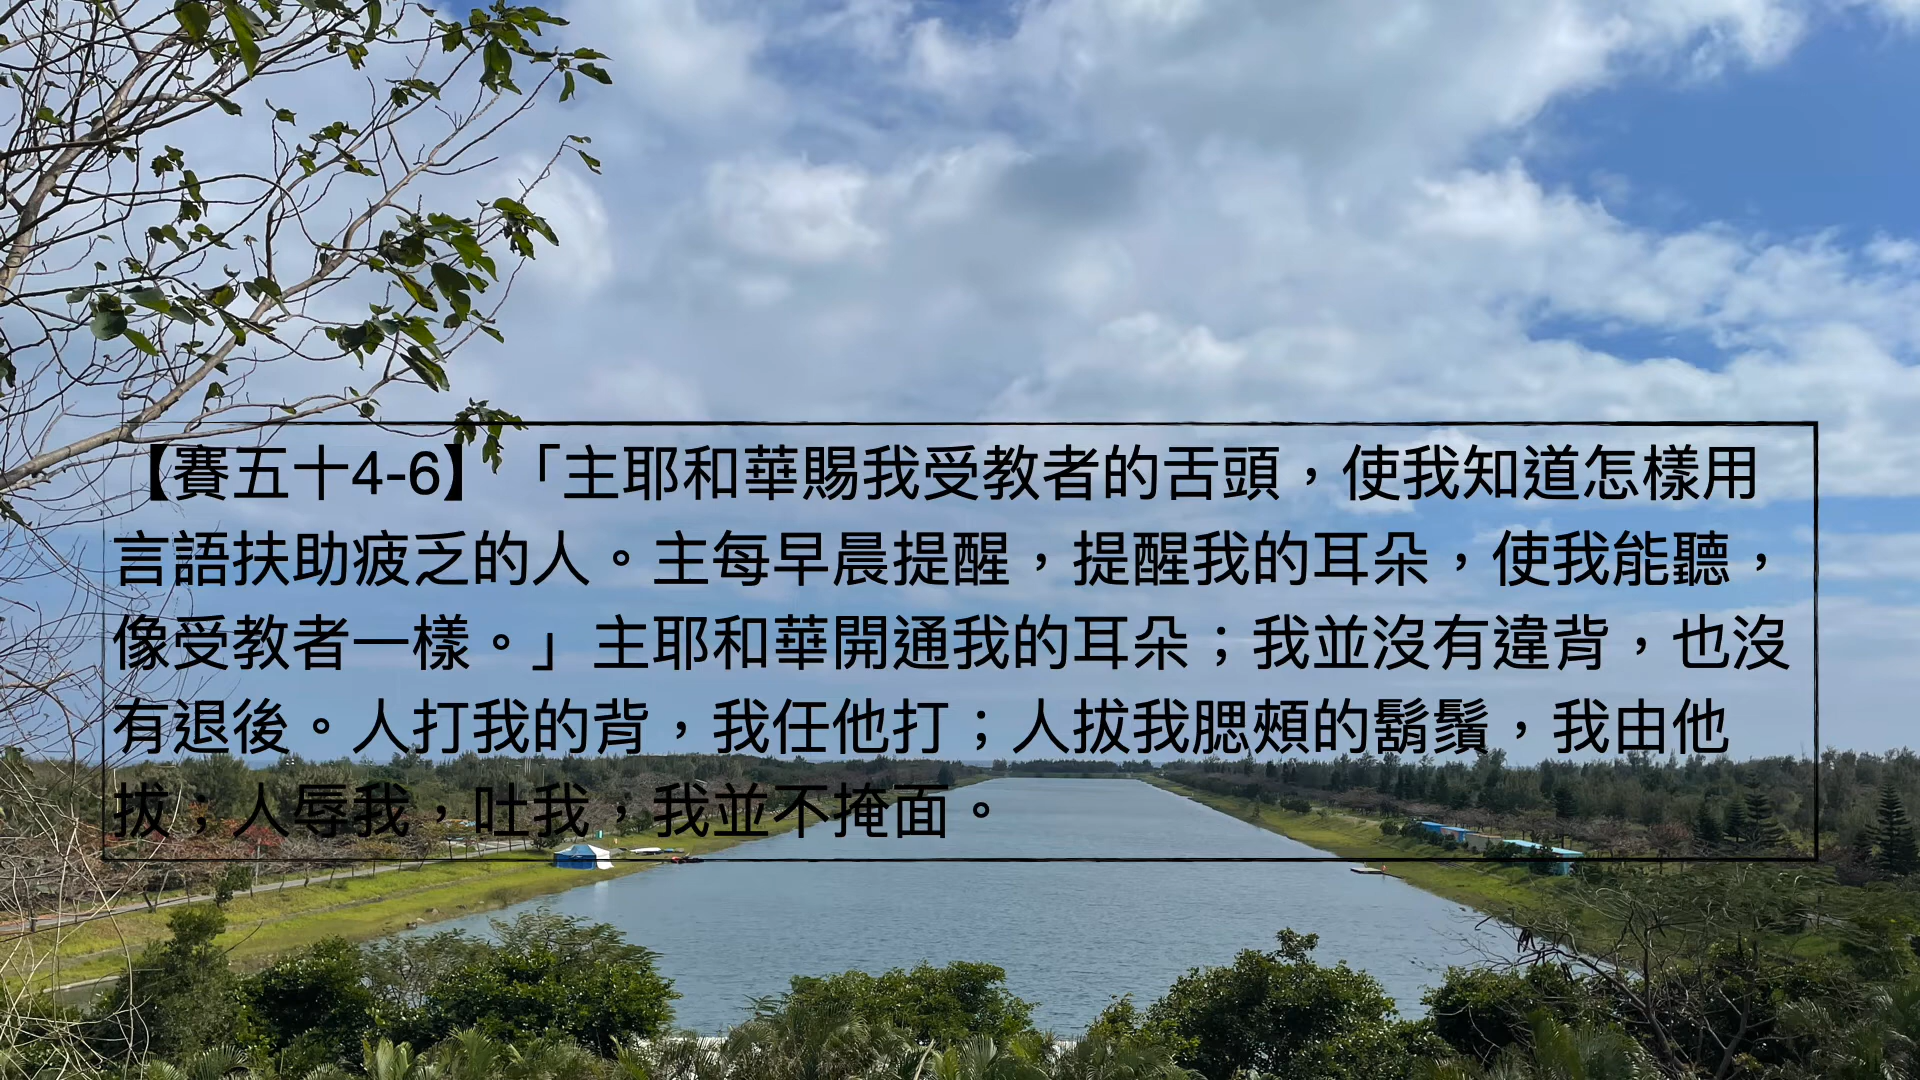 【賽五十4-6】「主耶和華賜我受教者的舌頭，使我知道怎樣用
言語扶助疲乏的人。主每早晨提醒，提醒我的耳朵，使我能聽，
像受教者一樣。」主耶和華開通我的耳朵；我並沒有違背，也沒
有退後。人打我的背，我任他打；人拔我腮頰的鬍鬚，我由他
拔；人辱我，吐我，我並不掩面。